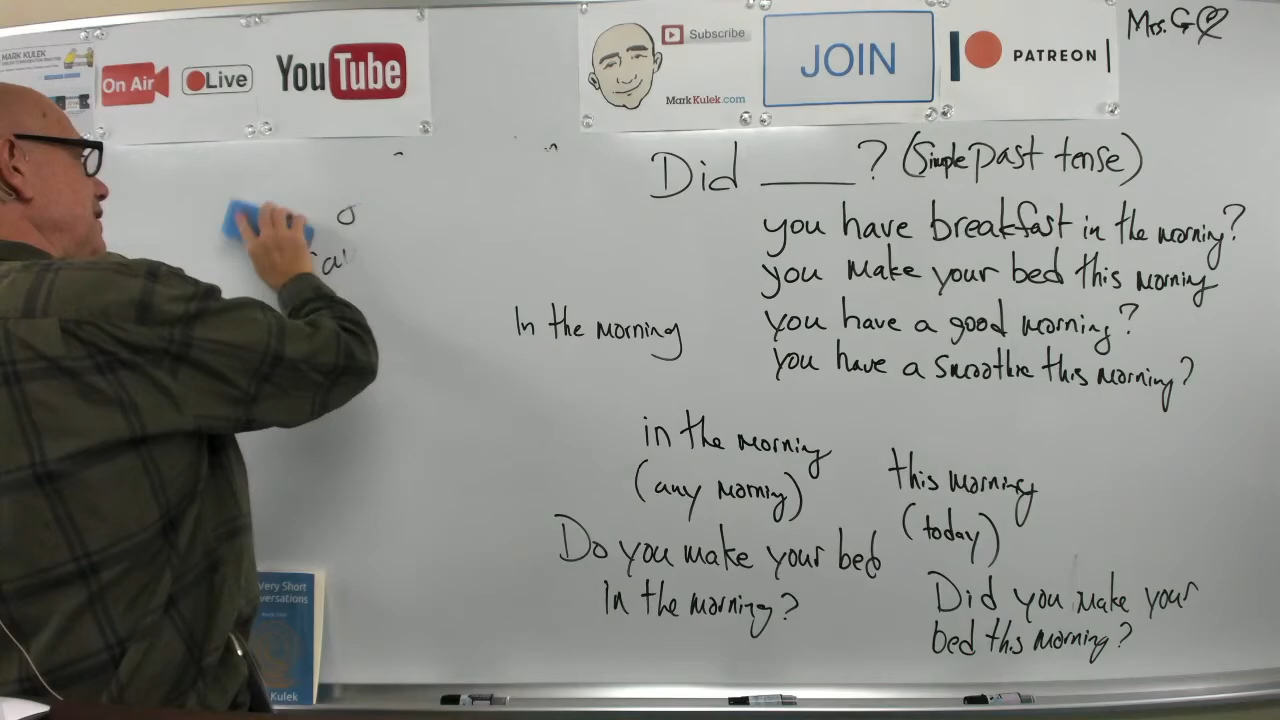 MARK KULEK
On Air
Live
YouTube
Subscribe
MarkKulek.com
JOIN
PATREON
Mrs. G
Did ____? (Simple past tense)
you have breakfast in the morning?
you make your bed this morning
In the morning
you have a good morning?
you have a smoothie this morning?
in the morning
(any morning)
this morning
(today)
Do you make your bed
In the morning?
Did you make your
bed this morning?
Very Short
versations
Kulek